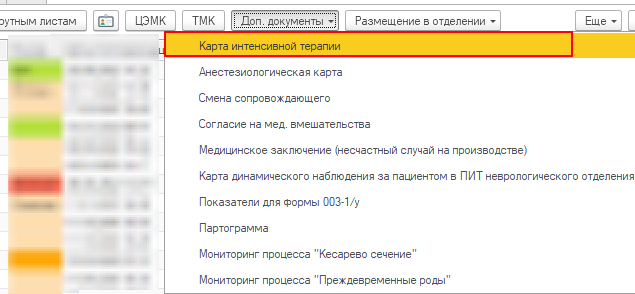 рутным листам ЦЭМК ТМК Доп. документы Размещение в отделении Еще
Карта интенсивной терапии
Анестезиологическая карта
Смена сопровождающего
Согласие на мед. вмешательства
Медицинское заключение (несчастный случай на производстве)
Карта динамического наблюдения за пациентом в ПИТ неврологического отделения
Показатели для формы 003-1/у
Партограмма
Мониторинг процесса "Кесарево сечение"
Мониторинг процесса "Преждевременные роды"